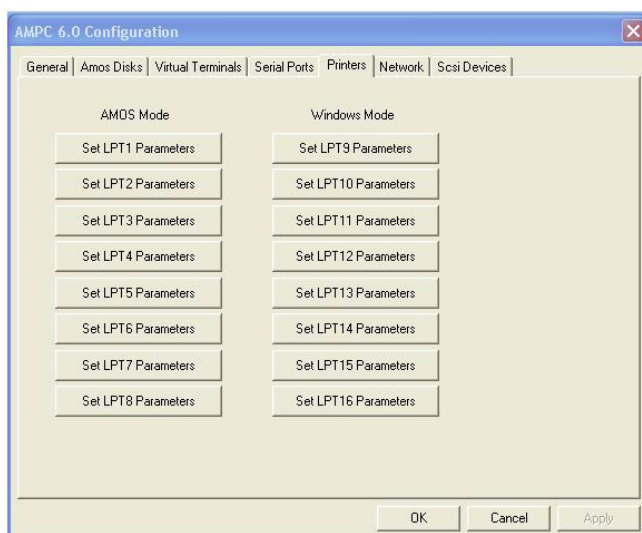 AMPC 6.0 Configuration
General Amos Disks Virtual Terminals Serial Ports Printers Network Scsi Devices
AMOS Mode Windows Mode
Set LPT1 Parameters Set LPT9 Parameters
Set LPT2 Parameters Set LPT10 Parameters
Set LPT3 Parameters Set LPT11 Parameters
Set LPT4 Parameters Set LPT12 Parameters
Set LPT5 Parameters Set LPT13 Parameters
Set LPT6 Parameters Set LPT14 Parameters
Set LPT7 Parameters Set LPT15 Parameters
Set LPT8 Parameters Set LPT16 Parameters
OK Cancel Apply